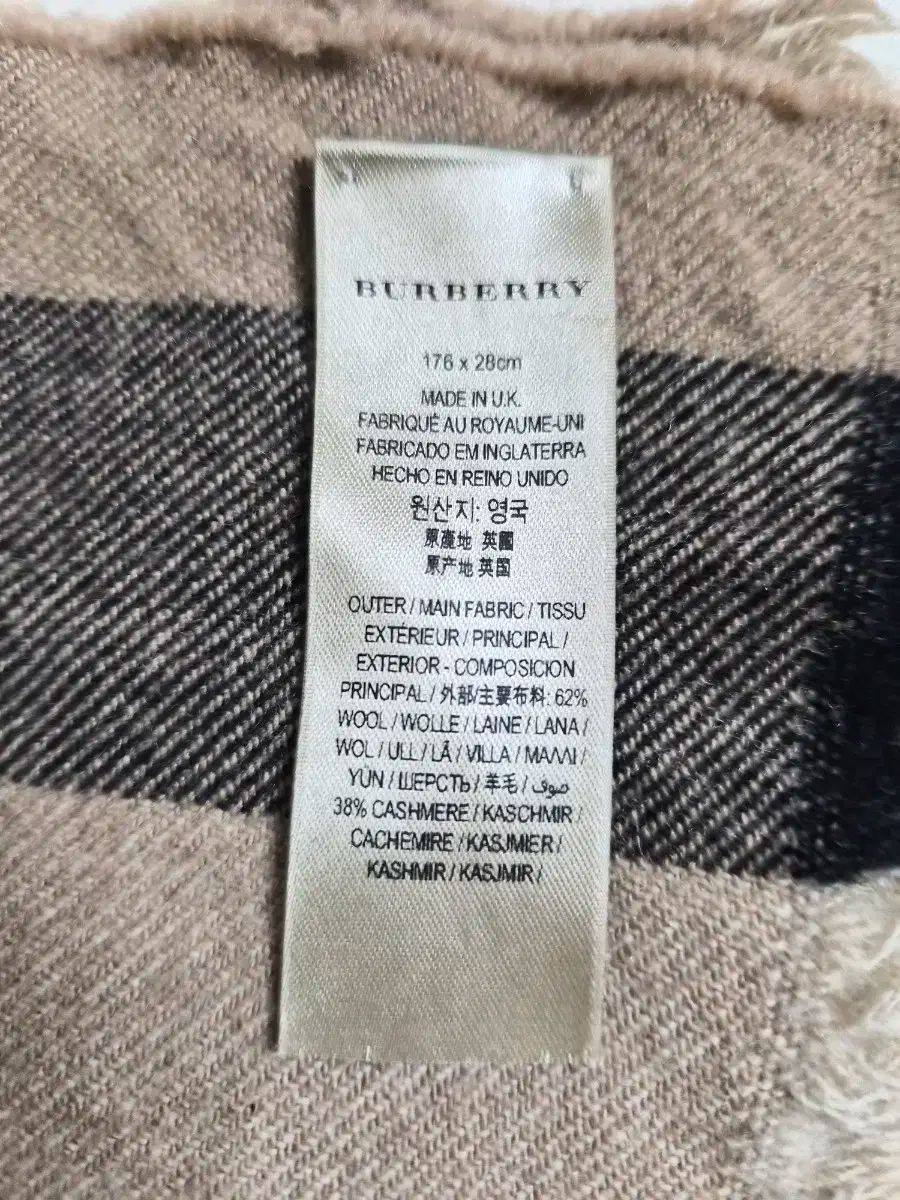 BURBERRY
176 x 28cm
MADE IN U.K.
FABRIQUÉ AU ROYAUME-UNI
FABRICADO EM INGLATERRA
HECHO EN REINO UNIDO
원산지: 영국
原產地 英國
原产地 英国
OUTER / MAIN FABRIC / TISSU
EXTERIEUR / PRINCIPAL /
EXTERIOR - COMPOSICION
PRINCIPAL / 外部/主要布料: 62%
WOOL / WOLLE / LAINE / LANA /
WOL / ULL / LÃ / VILLA / ΜΑΛΛΙ /
YUN / ШЕРСТЬ / 羊毛 / صوف /
38% CASHMERE / KASCHMIR /
CACHEMIRE / KASJMIER /
KASHMIR / KASJMIR /